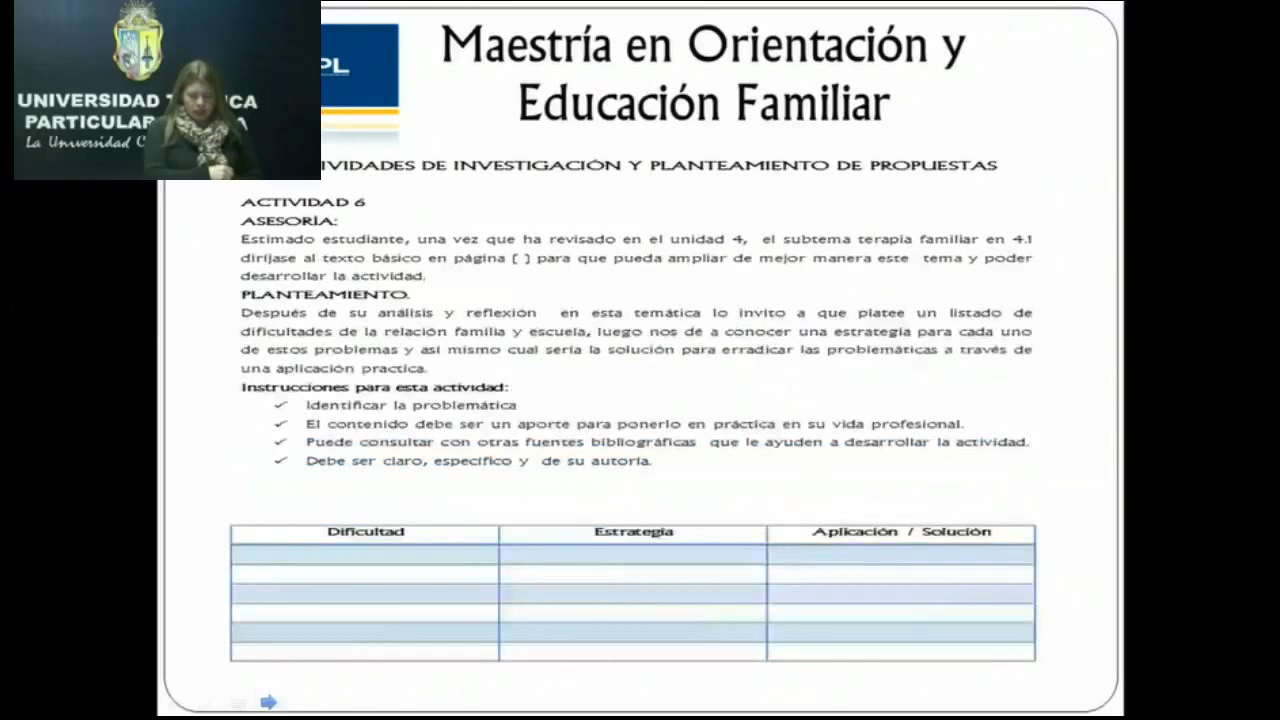 UNIVERSIDAD
PARTICULAR
La Universidad
PL
Maestría en Orientación y
Educación Familiar
IVIDADES DE INVESTIGACIÓN Y PLANTEAMIENTO DE PROPUESTAS
ACTIVIDAD 6
ASESORÍA:
Estimado estudiante, una vez que ha revisado en el unidad 4, el subtema terapia familiar en 4.1
diríjase al texto básico en página [ ] para que pueda ampliar de mejor manera este tema y poder
desarrollar la actividad.
PLANTEAMIENTO.
Después de su análisis y reflexión en esta temática lo invito a que platee un listado de
dificultades de la relación familia y escuela, luego nos dé a conocer una estrategia para cada uno
de estos problemas y así mismo cual sería la solución para erradicar las problemáticas a través de
una aplicación practica.
Instrucciones para esta actividad:
✓ Identificar la problemática
✓ El contenido debe ser un aporte para ponerlo en práctica en su vida profesional.
✓ Puede consultar con otras fuentes bibliográficas que le ayuden a desarrollar la actividad.
✓ Debe ser claro, específico y de su autoría.
Dificultad Estrategia Aplicación / Solución